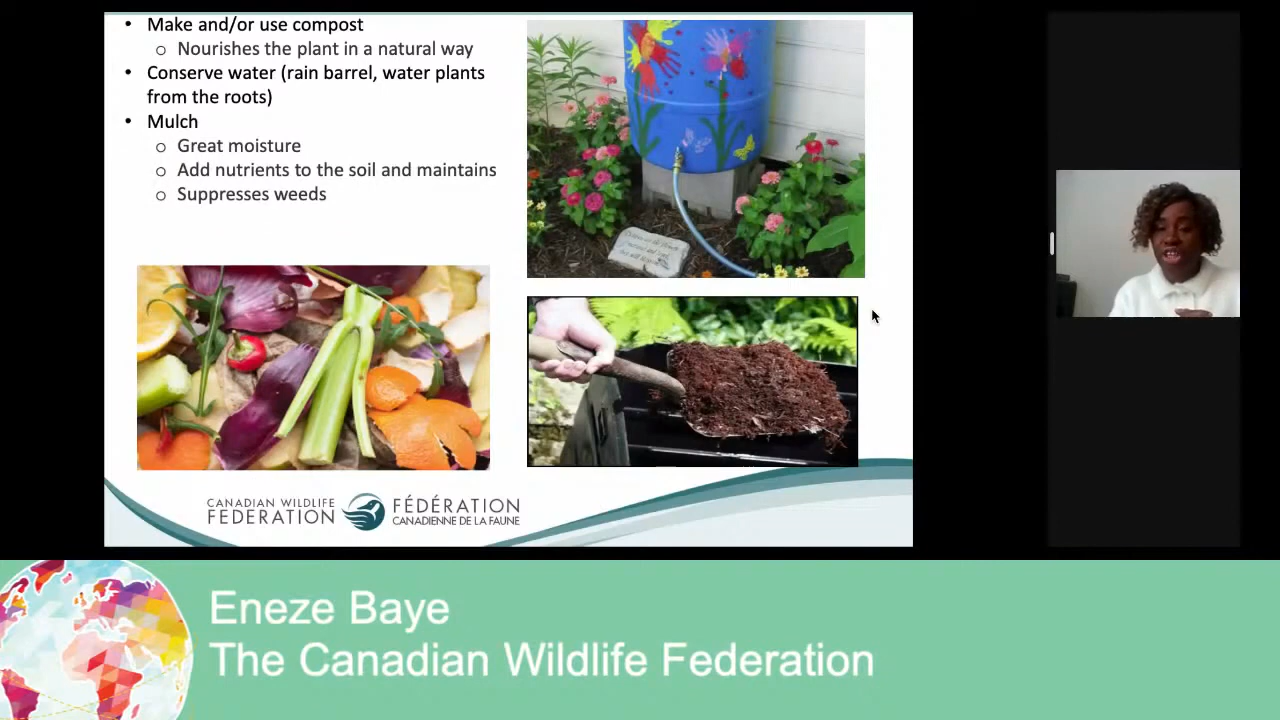 • Make and/or use compost
o Nourishes the plant in a natural way
• Conserve water (rain barrel, water plants
from the roots)
• Mulch
o Great moisture
o Add nutrients to the soil and maintains
o Suppresses weeds
CANADIAN WILDLIFE
FEDERATION
FÉDÉRATION
CANADIENNE DE LA FAUNE
Eneze Baye
The Canadian Wildlife Federation